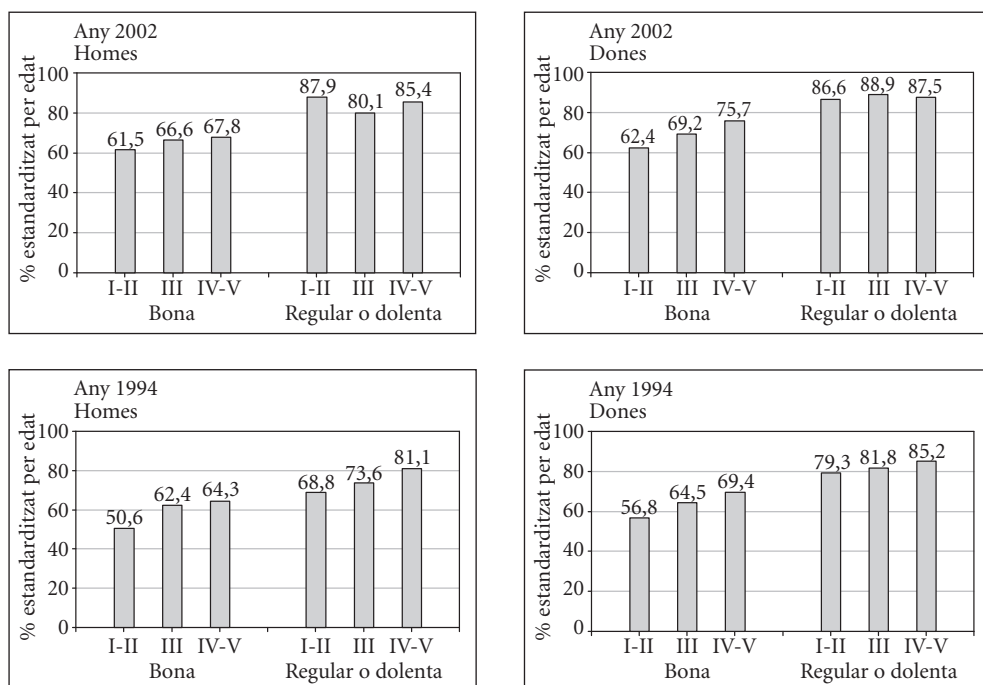 Any 2002
Homes
% estandarditzat per edat
100
80
60
40
20
0
61,5 66,6 67,8 87,9 80,1 85,4
I-II III IV-V I-II III IV-V
Bona Regular o dolenta
Any 2002
Dones
% estandarditzat per edat
100
80
60
40
20
0
62,4 69,2 75,7 86,6 88,9 87,5
I-II III IV-V I-II III IV-V
Bona Regular o dolenta
Any 1994
Homes
% estandarditzat per edat
100
80
60
40
20
0
50,6 62,4 64,3 68,8 73,6 81,1
I-II III IV-V I-II III IV-V
Bona Regular o dolenta
Any 1994
Dones
% estandarditzat per edat
100
80
60
40
20
0
56,8 64,5 69,4 79,3 81,8 85,2
I-II III IV-V I-II III IV-V
Bona Regular o dolenta